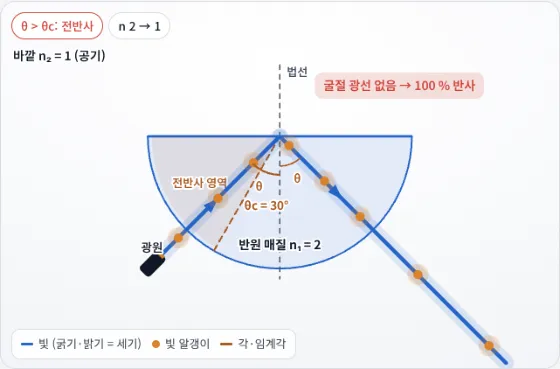 θ > θc: 전반사
n 2 → 1
바깥 n₂ = 1 (공기)
법선
굴절 광선 없음 → 100 % 반사
전반사 영역
θ
θ
θc = 30°
광원
반원 매질 n₁ = 2
빛 (굵기·밝기 = 세기)
빛 알갱이
각·임계각